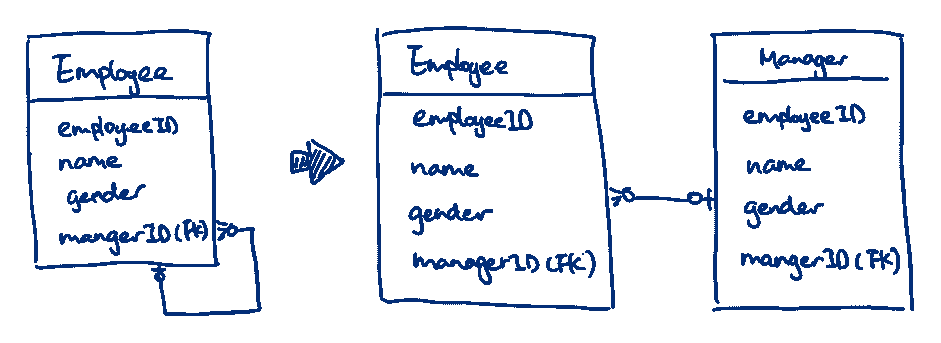 Employee
employeeID
name
gender
mangerID (FK)
Employee
employeeID
name
gender
managerID (FK)
Manager
employeeID
name
gender
mangerID (FK)